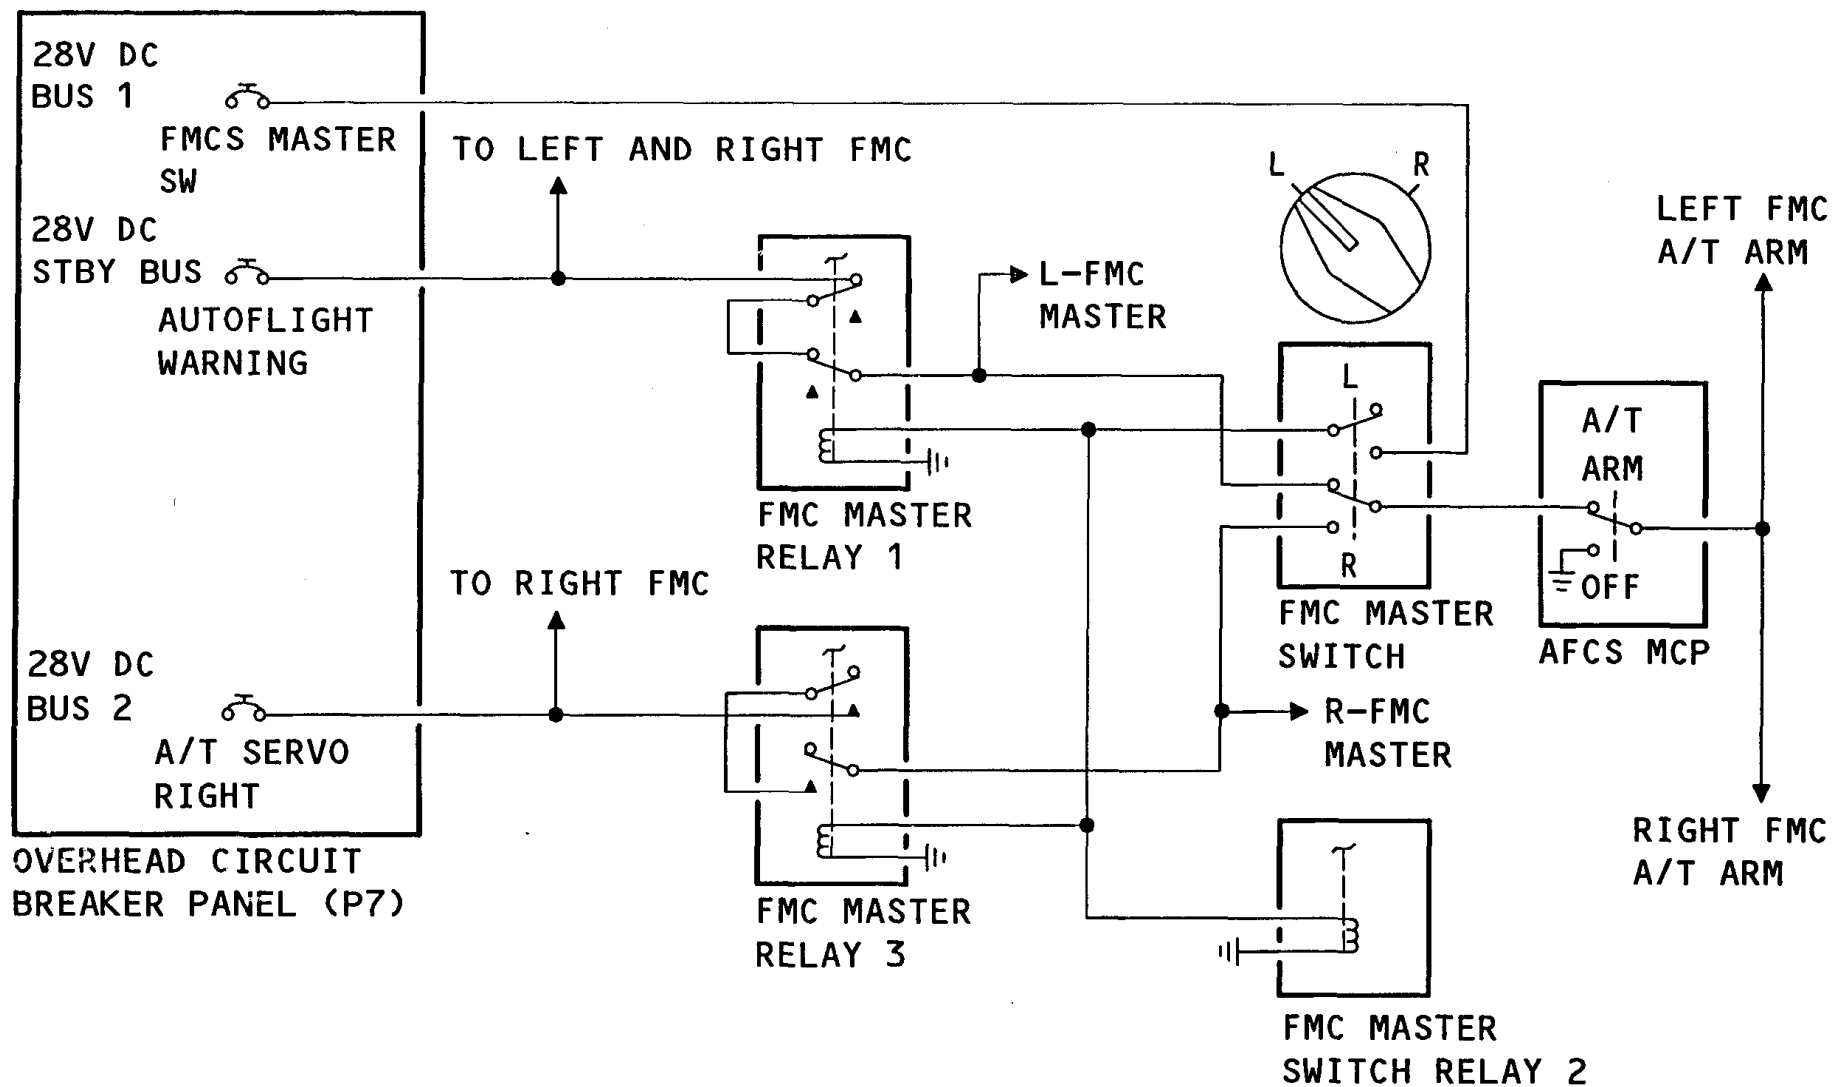 28V DC
BUS 1
FMCS MASTER
SW
TO LEFT AND RIGHT FMC
28V DC
STBY BUS
AUTOFLIGHT
WARNING
L-FMC
MASTER
L
R
LEFT FMC
A/T ARM
L
R
A/T
ARM
OFF
FMC MASTER
RELAY 1
FMC MASTER
SWITCH
AFCS MCP
TO RIGHT FMC
28V DC
BUS 2
A/T SERVO
RIGHT
R-FMC
MASTER
OVERHEAD CIRCUIT
BREAKER PANEL (P7)
FMC MASTER
RELAY 3
RIGHT FMC
A/T ARM
FMC MASTER
SWITCH RELAY 2